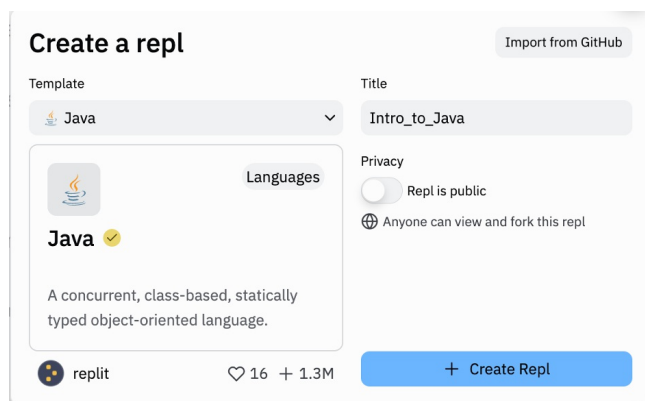 Create a repl
Import from GitHub
Template
Title
Java
Intro_to_Java
Languages
Java
Privacy
Repl is public
Anyone can view and fork this repl
A concurrent, class-based, statically
typed object-oriented language.
replit
16 + 1.3M
+ Create Repl